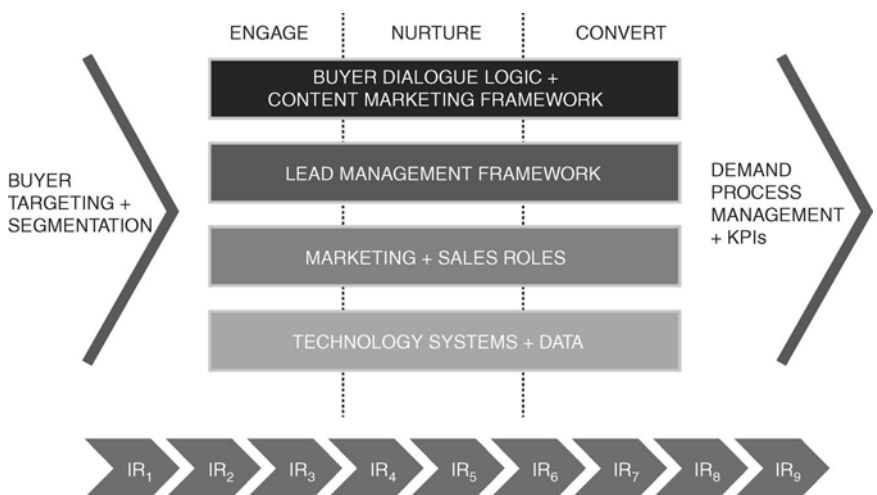 ENGAGE NURTURE CONVERT
BUYER DIALOGUE LOGIC +
CONTENT MARKETING FRAMEWORK
LEAD MANAGEMENT FRAMEWORK
BUYER
TARGETING +
SEGMENTATION
DEMAND
PROCESS
MANAGEMENT
+ KPIs
MARKETING + SALES ROLES
TECHNOLOGY SYSTEMS + DATA
IR₁ IR₂ IR₃ IR₄ IR₅ IR₆ IR₇ IR₈ IR₉